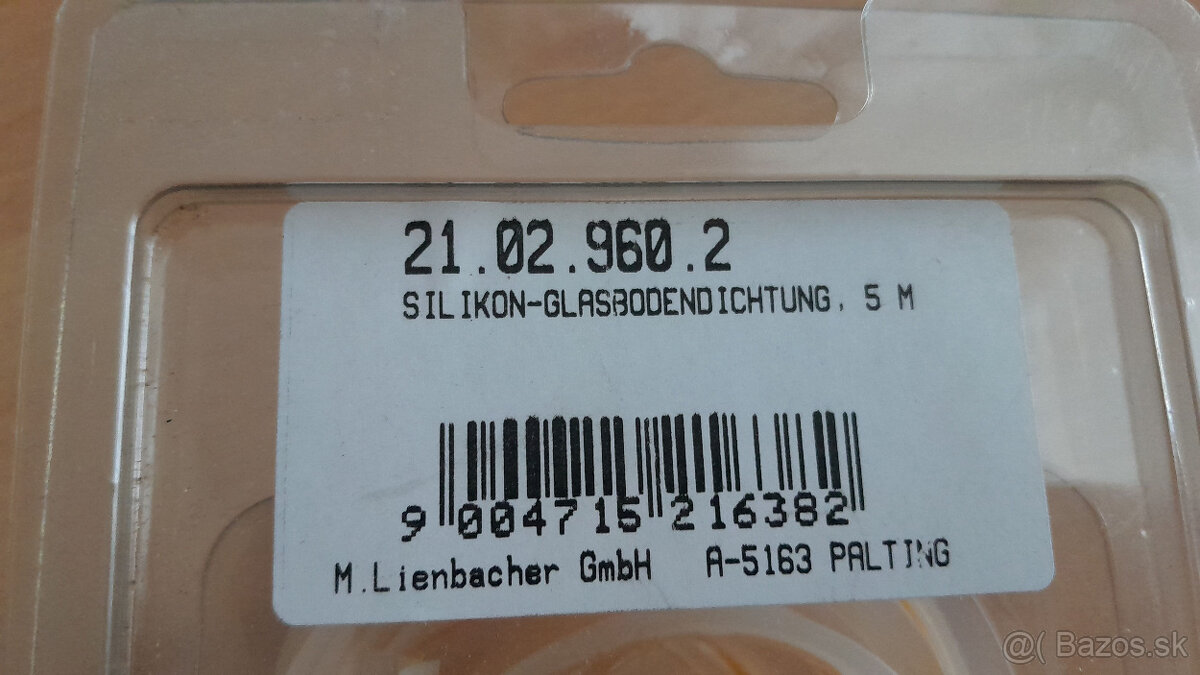 21.02.960.2
SILIKON-GLASBODENDICHTUNG, 5 M
9 004715 216382
M.Lienbacher GmbH A-5163 PALTING
@( Bazos.sk